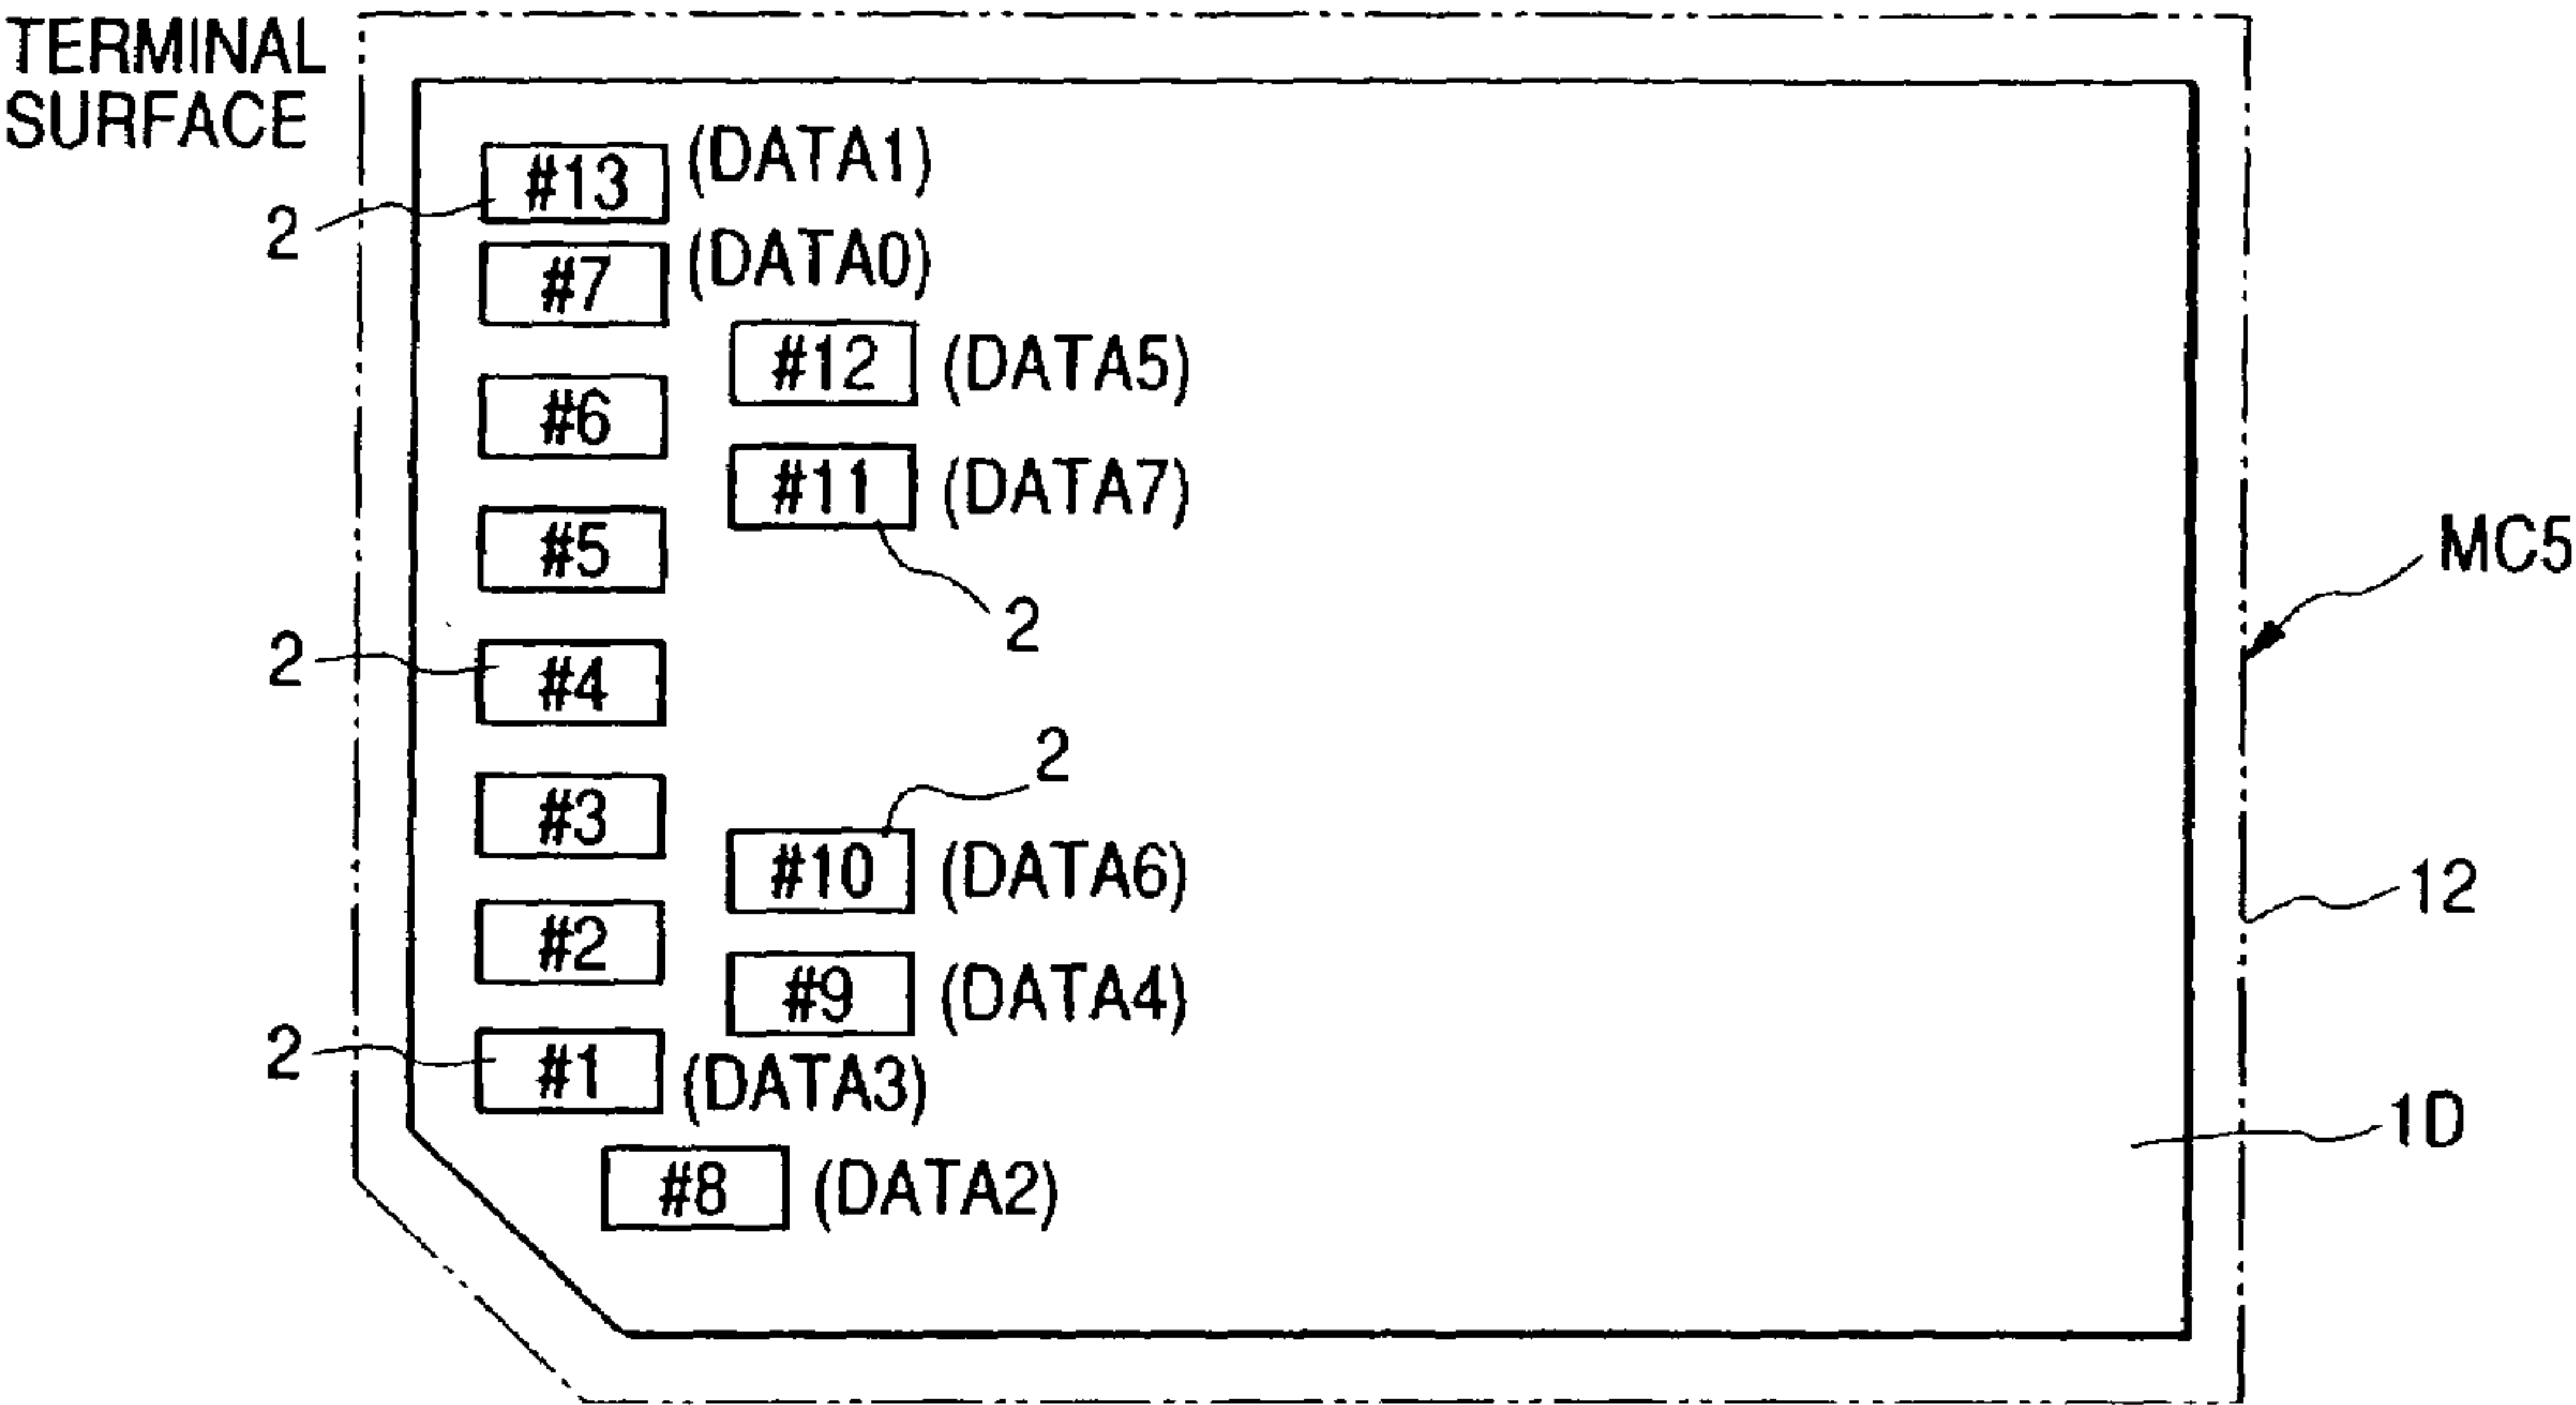 TERMINAL
SURFACE
#13 (DATA1)
2
#7 (DATA0)
#12 (DATA5)
#6
#11 (DATA7)
#5
MC5
2
2
#4
2
#3
#10 (DATA6)
12
#2
#9 (DATA4)
2
#1 (DATA3)
1D
#8 (DATA2)